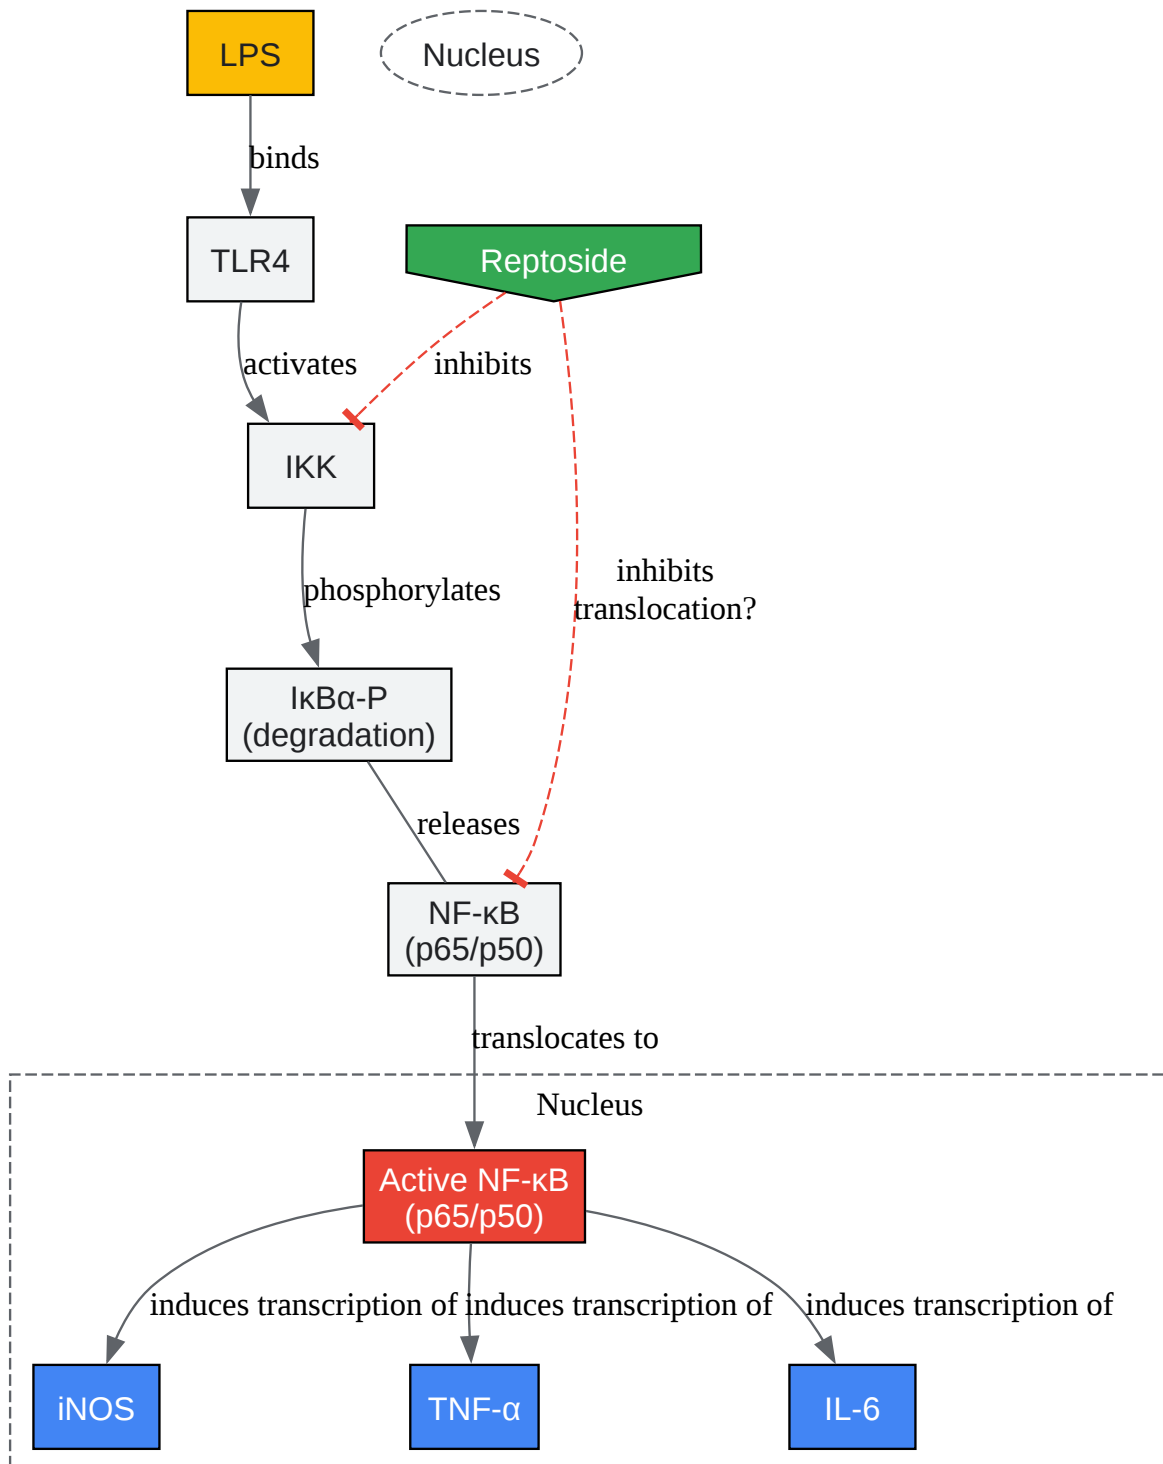 LPS
Nucleus
binds
TLR4
Reptoside
activates
inhibits
IKK
inhibits
translocation?
phosphorylates
IκBα-P
(degradation)
releases
NF-κB
(p65/p50)
translocates to
Nucleus
Active NF-κB
(p65/p50)
induces transcription of
induces transcription of
induces transcription of
iNOS
TNF-α
IL-6